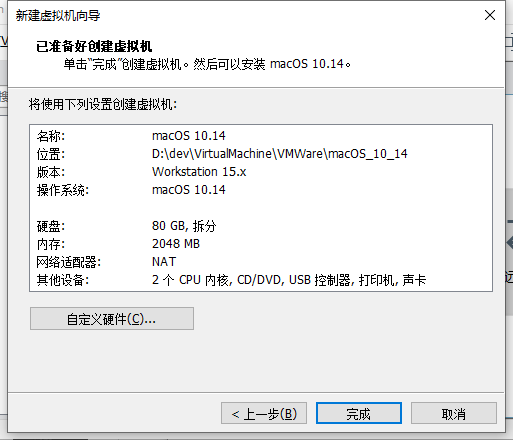 新建虚拟机向导
已准备好创建虚拟机
单击“完成”创建虚拟机。然后可以安装 macOS 10.14。
将使用下列设置创建虚拟机:
名称: macOS 10.14
位置: D:\dev\VirtualMachine\VMWare\macOS_10_14
版本: Workstation 15.x
操作系统: macOS 10.14
硬盘: 80 GB, 拆分
内存: 2048 MB
网络适配器: NAT
其他设备: 2 个 CPU 内核, CD/DVD, USB 控制器, 打印机, 声卡
自定义硬件(C)...
< 上一步(B) 完成 取消